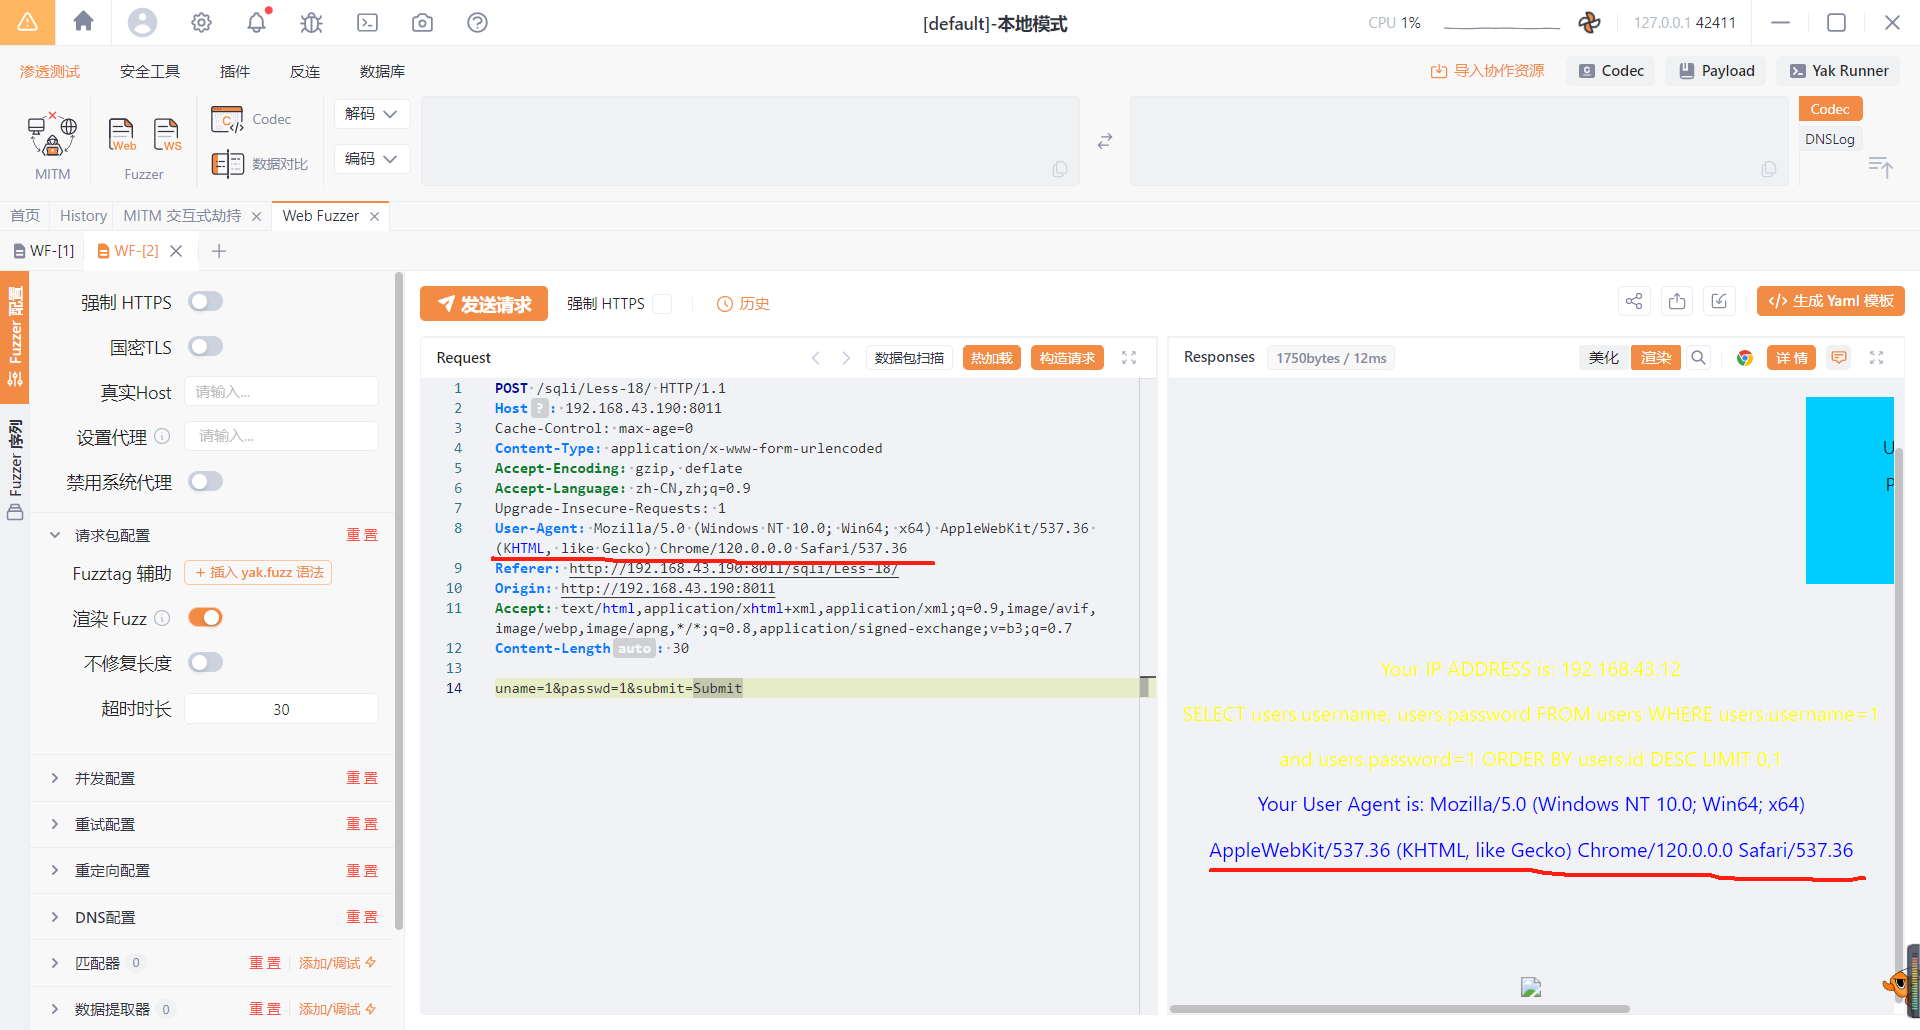 [default]-本地模式
CPU 1%
127.0.0.1 42411
渗透测试 安全工具 插件 反连 数据库
导入协作资源 Codec Payload Yak Runner
MITM
Web WS
Fuzzer
Codec
数据对比
解码
编码
Codec
DNSLog
首页 History MITM 交互式劫持 Web Fuzzer
WF-[1] WF-[2]
Fuzzer 配置
Fuzzer 序列
强制 HTTPS
国密TLS
真实Host 请输入...
设置代理 请输入...
禁用系统代理
请求包配置 重置
Fuzztag 辅助 + 插入 yak.fuzz 语法
渲染 Fuzz
不修复长度
超时时长 30
并发配置 重置
重试配置 重置
重定向配置 重置
DNS配置 重置
匹配器 0 重置 添加/调试
数据提取器 0 重置 添加/调试
发送请求 强制 HTTPS 历史
生成 Yaml 模板
Request 数据包扫描 热加载 构造请求
1 POST /sqli/Less-18/ HTTP/1.1
2 Host ? : 192.168.43.190:8011
3 Cache-Control: max-age=0
4 Content-Type: application/x-www-form-urlencoded
5 Accept-Encoding: gzip, deflate
6 Accept-Language: zh-CN,zh;q=0.9
7 Upgrade-Insecure-Requests: 1
8 User-Agent: Mozilla/5.0 (Windows NT 10.0; Win64; x64) AppleWebKit/537.36
(KHTML, like Gecko) Chrome/120.0.0.0 Safari/537.36
9 Referer: http://192.168.43.190:8011/sqli/Less-18/
10 Origin: http://192.168.43.190:8011
11 Accept: text/html,application/xhtml+xml,application/xml;q=0.9,image/avif,
image/webp,image/apng,*/*;q=0.8,application/signed-exchange;v=b3;q=0.7
12 Content-Length auto : 30
13
14 uname=1&passwd=1&submit=Submit
Responses 1750bytes / 12ms 美化 渲染 详情
U
P
Your IP ADDRESS is: 192.168.43.12
SELECT users.username, users.password FROM users WHERE users.username=1
and users.password=1 ORDER BY users.id DESC LIMIT 0,1
Your User Agent is: Mozilla/5.0 (Windows NT 10.0; Win64; x64)
AppleWebKit/537.36 (KHTML, like Gecko) Chrome/120.0.0.0 Safari/537.36